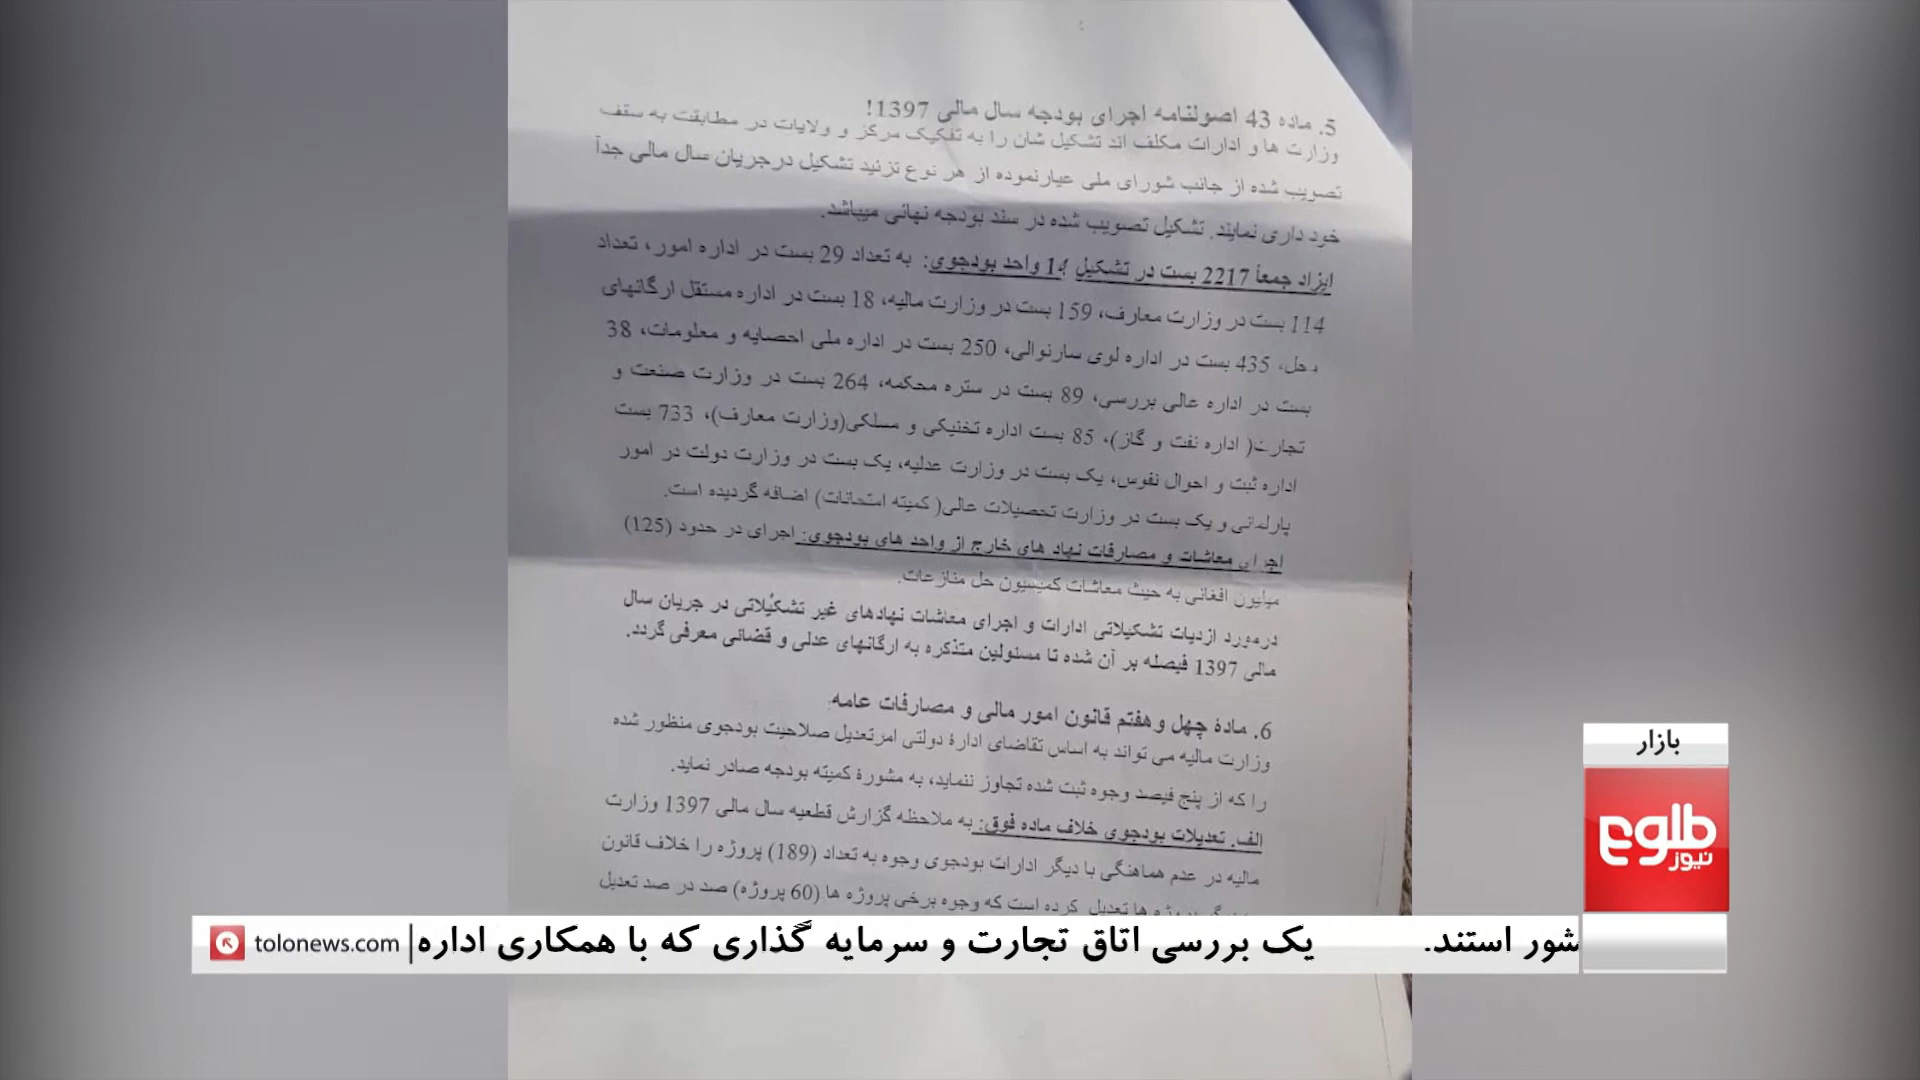 5. ماده 43 اصولنامه اجرای بودجه سال مالی 1397!
وزارت ها و ادارات مکلف اند تشکیل شان را به تفکیک مرکز و ولایات در مطابقت به سقف
تصویب شده از جانب شورای ملی عیارنموده از هر نوع تزئید تشکیل درجریان سال مالی جداً
خود داری نمایند. تشکیل تصویب شده در سند بودجه نهائی میباشد.
ایزاد جمعاً 2217 بست در تشکیل 14 واحد بودجوی: به تعداد 29 بست در اداره امور، تعداد
114 بست در وزارت معارف، 159 بست در وزارت مالیه، 18 بست در اداره مستقل ارگانهای
محل، 435 بست در اداره لوی سارنوالی، 250 بست در اداره ملی احصایه و معلومات، 38
بست در اداره عالی بررسی، 89 بست در ستره محکمه، 264 بست در وزارت صنعت و
تجارت( اداره نفت و گاز)، 85 بست اداره تخنیکی و مسلکی(وزارت معارف)، 733 بست
اداره ثبت و احوال نفوس، یک بست در وزارت عدلیه، یک بست در وزارت دولت در امور
پارلمانی و یک بست در وزارت تحصیلات عالی( کمیته امتحانات) اضافه گردیده است.
اجرای معاشات و مصارفات نهاد های خارج از واحد های بودجوی: اجرای در حدود (125)
میلیون افغانی به حیث معاشات کمیسیون حل منازعات.
درمورد ازدیات تشکیلاتی ادارات و اجرای معاشات نهادهای غیر تشکیلاتی در جریان سال
مالی 1397 فیصله بر آن شده تا مسئولین متذکره به ارگانهای عدلی و قضائی معرفی گردد.
6. مادهٔ چهل وهفتم قانون امور مالی و مصارفات عامه
وزارت مالیه می تواند به اساس تقاضای ادارهٔ دولتی امرتعدیل صلاحیت بودجوی منظور شده
را که از پنج فیصد وجوه ثبت شده تجاوز ننماید، به مشورهٔ کمیته بودجه صادر نماید.
الف. تعدیلات بودجوی خلاف ماده فوق: به ملاحظه گزارش قطعیه سال مالی 1397 وزارت
مالیه در عدم هماهنگی با دیگر ادارات بودجوی وجوه به تعداد (189) پروژه را خلاف قانون
پروژه ها تعدیل کرده است که وجوه برخی پروژه ها (60 پروژه) صد در صد تعدیل
بازار
طلوع
نیوز
شور استند. یک بررسی اتاق تجارت و سرمایه گذاری که با همکاری اداره
tolonews.com